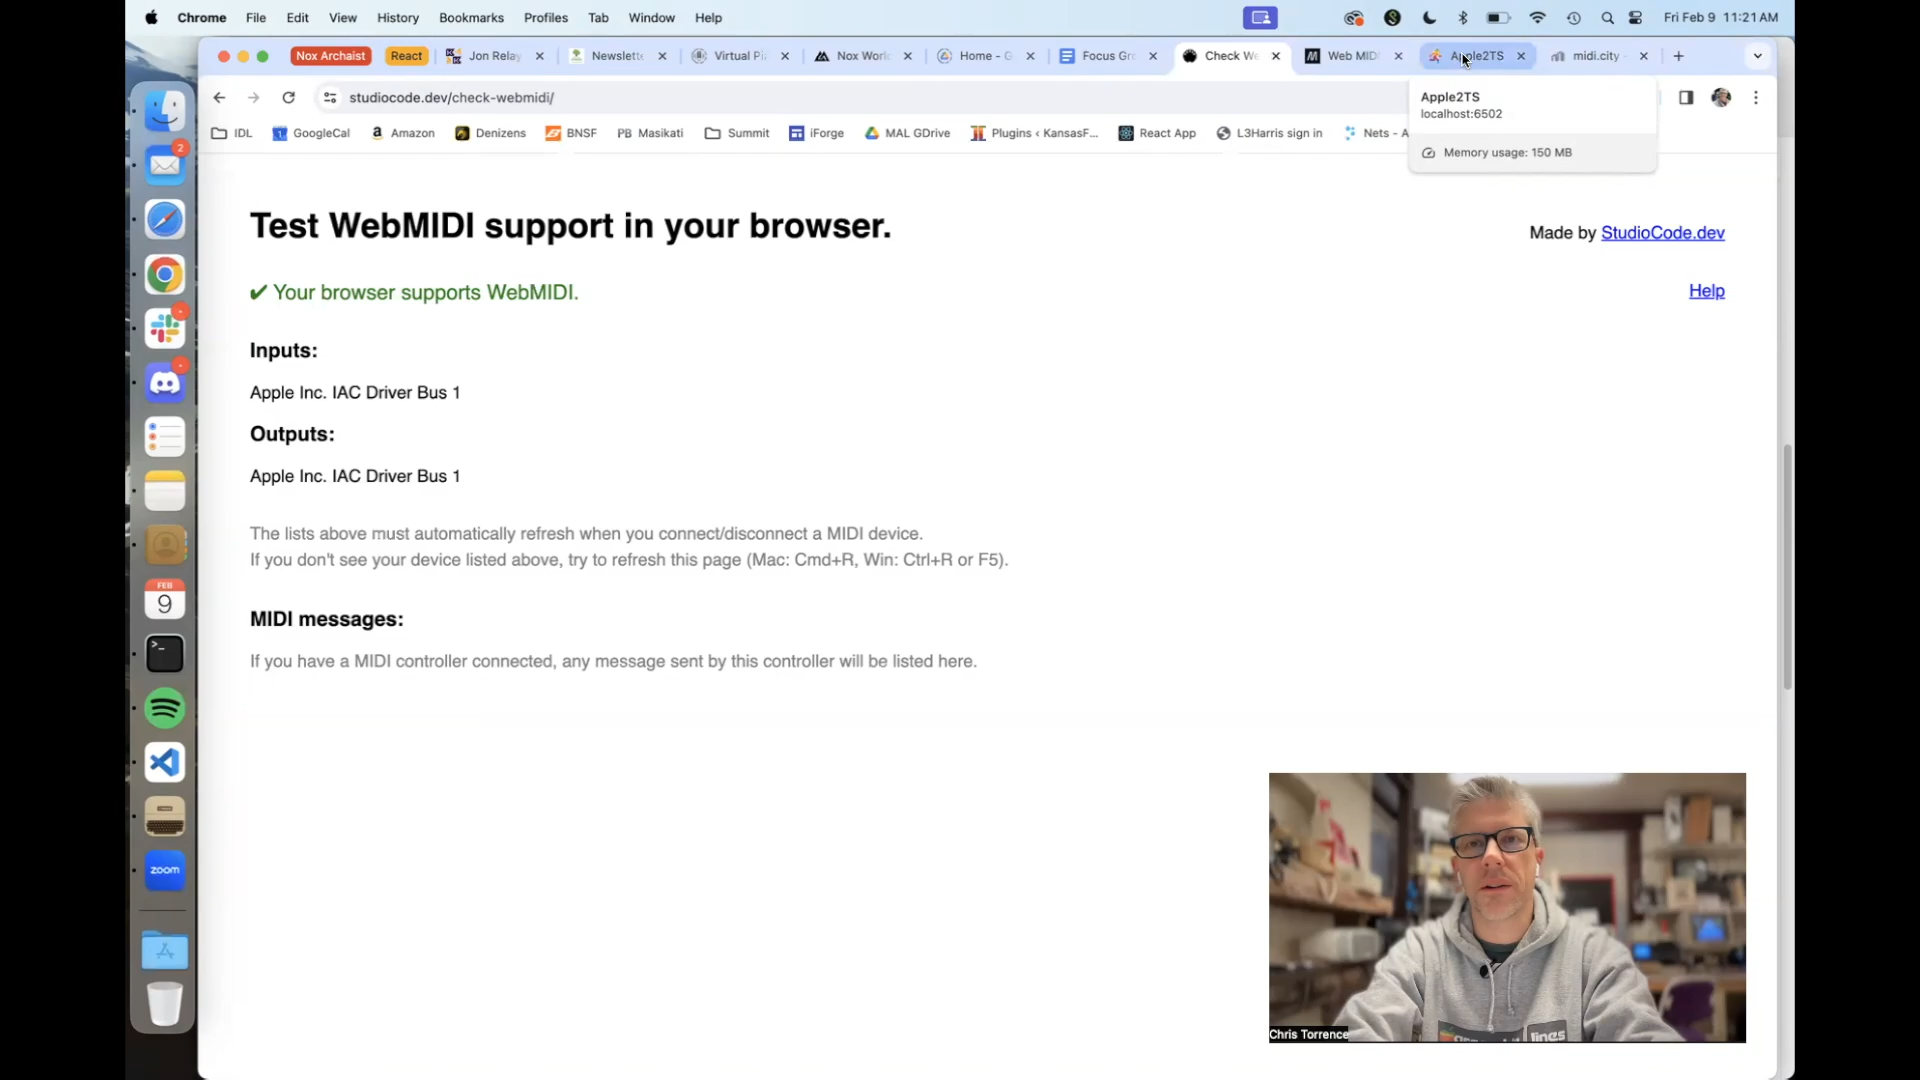 Chrome File Edit View History Bookmarks Profiles Tab Window Help
Fri Feb 9 11:21 AM
Nox Archaist React Jon Relay Newslette Virtual Pi Nox Worl Home - G Focus Gr Check We Web MIDI Apple2TS midi.city
studiocode.dev/check-webmidi/
Apple2TS
localhost:6502
Memory usage: 150 MB
IDL GoogleCal Amazon Denizens BNSF PB Masikati Summit iForge MAL GDrive Plugins < KansasF... React App L3Harris sign in Nets - A
Test WebMIDI support in your browser.
Made by StudioCode.dev
✔ Your browser supports WebMIDI.
Help
Inputs:
Apple Inc. IAC Driver Bus 1
Outputs:
Apple Inc. IAC Driver Bus 1
The lists above must automatically refresh when you connect/disconnect a MIDI device.
If you don't see your device listed above, try to refresh this page (Mac: Cmd+R, Win: Ctrl+R or F5).
MIDI messages:
If you have a MIDI controller connected, any message sent by this controller will be listed here.
2
FEB
9
zoom
lines
Chris Torrence